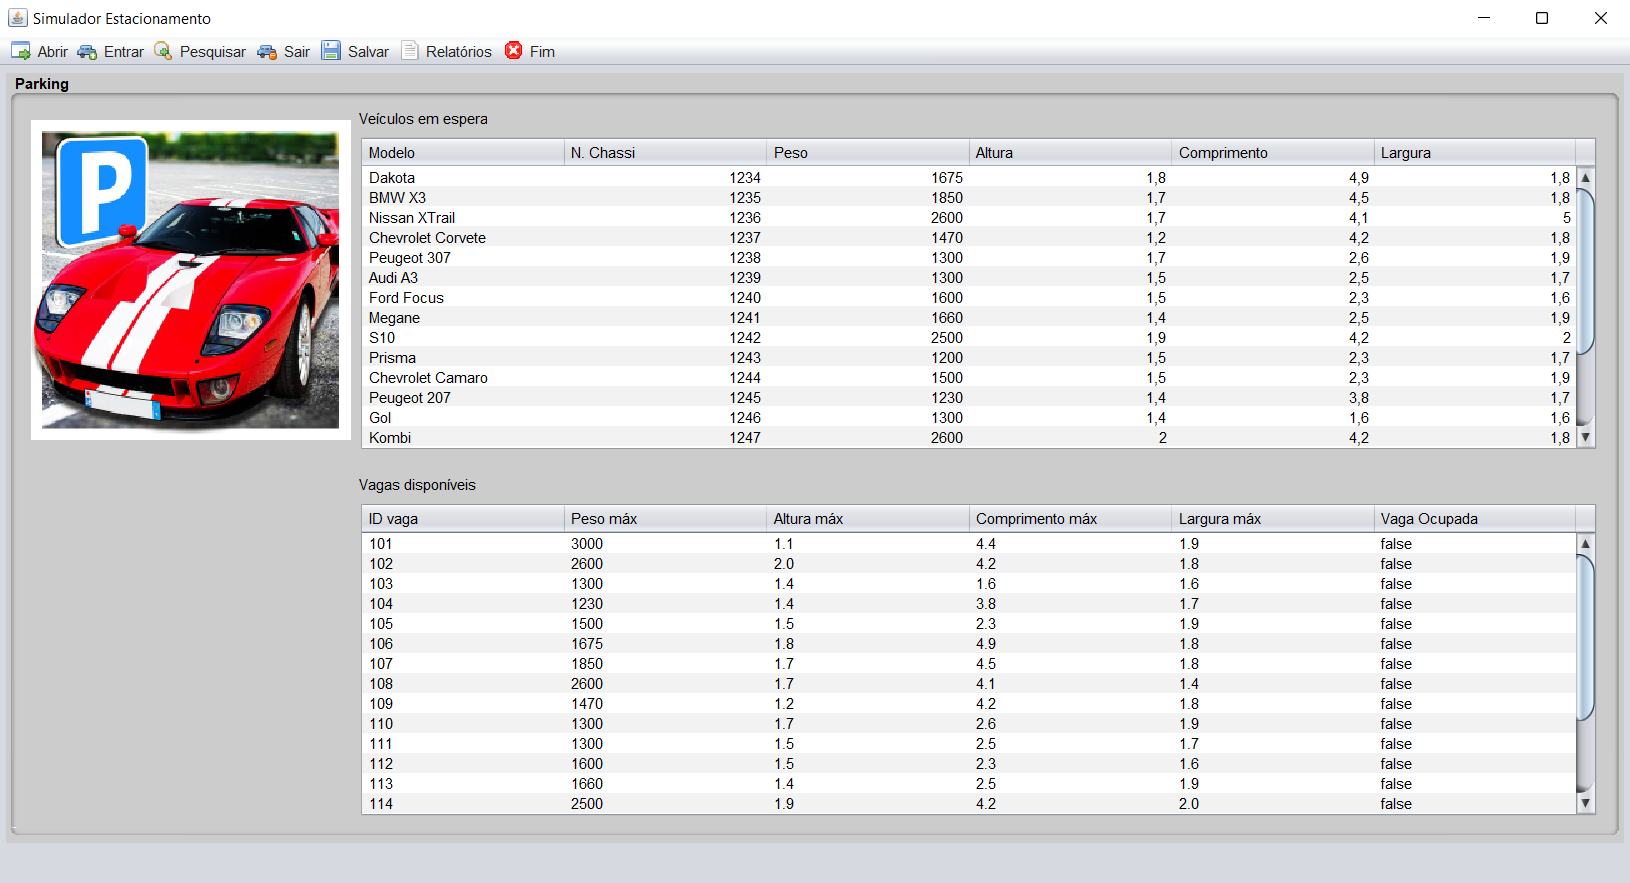 Simulador Estacionamento
Abrir Entrar Pesquisar Sair Salvar Relatórios Fim
Parking
P
Veículos em espera
Modelo N. Chassi Peso Altura Comprimento Largura
Dakota 1234 1675 1,8 4,9 1,8
BMW X3 1235 1850 1,7 4,5 1,8
Nissan XTrail 1236 2600 1,7 4,1 5
Chevrolet Corvete 1237 1470 1,2 4,2 1,8
Peugeot 307 1238 1300 1,7 2,6 1,9
Audi A3 1239 1300 1,5 2,5 1,7
Ford Focus 1240 1600 1,5 2,3 1,6
Megane 1241 1660 1,4 2,5 1,9
S10 1242 2500 1,9 4,2 2
Prisma 1243 1200 1,5 2,3 1,7
Chevrolet Camaro 1244 1500 1,5 2,3 1,9
Peugeot 207 1245 1230 1,4 3,8 1,7
Gol 1246 1300 1,4 1,6 1,6
Kombi 1247 2600 2 4,2 1,8
Vagas disponíveis
ID vaga Peso máx Altura máx Comprimento máx Largura máx Vaga Ocupada
101 3000 1.1 4.4 1.9 false
102 2600 2.0 4.2 1.8 false
103 1300 1.4 1.6 1.6 false
104 1230 1.4 3.8 1.7 false
105 1500 1.5 2.3 1.9 false
106 1675 1.8 4.9 1.8 false
107 1850 1.7 4.5 1.8 false
108 2600 1.7 4.1 1.4 false
109 1470 1.2 4.2 1.8 false
110 1300 1.7 2.6 1.9 false
111 1300 1.5 2.5 1.7 false
112 1600 1.5 2.3 1.6 false
113 1660 1.4 2.5 1.9 false
114 2500 1.9 4.2 2.0 false